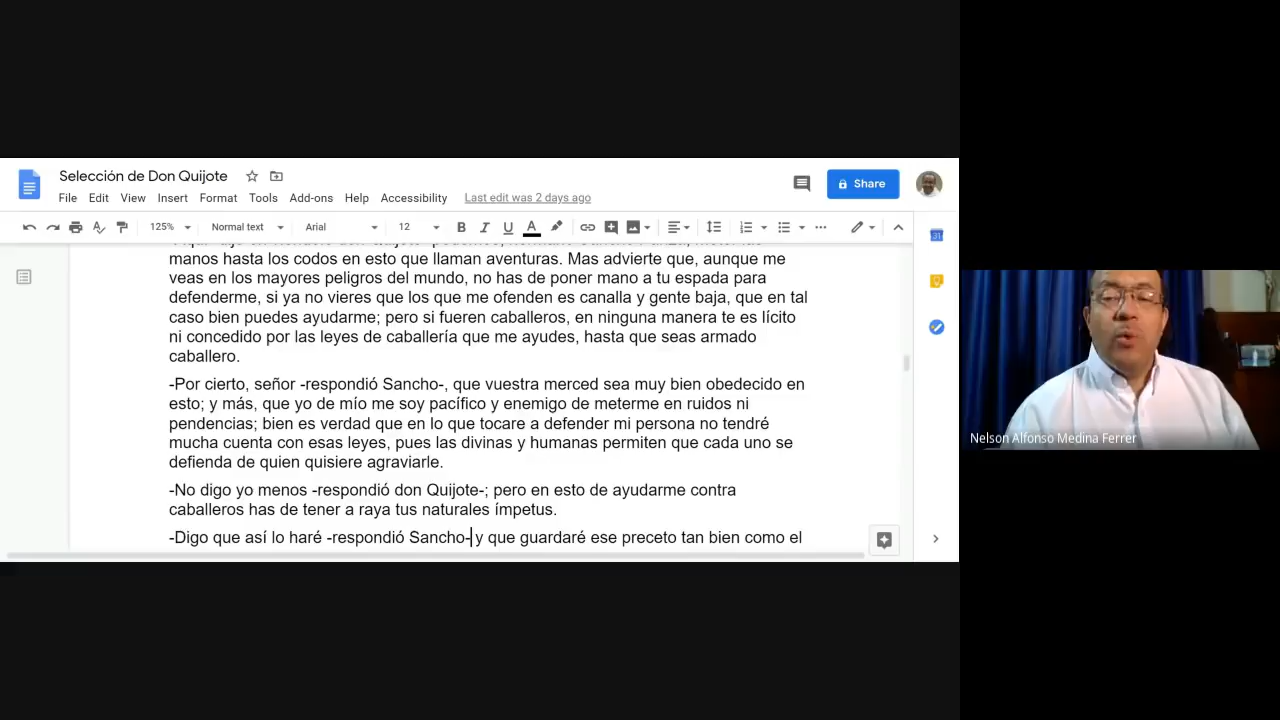 Selección de Don Quijote
File Edit View Insert Format Tools Add-ons Help Accessibility Last edit was 2 days ago
Share
125% Normal text Arial 12 B I U A
manos hasta los codos en esto que llaman aventuras. Mas advierte que, aunque me
veas en los mayores peligros del mundo, no has de poner mano a tu espada para
defenderme, si ya no vieres que los que me ofenden es canalla y gente baja, que en tal
caso bien puedes ayudarme; pero si fueren caballeros, en ninguna manera te es lícito
ni concedido por las leyes de caballería que me ayudes, hasta que seas armado
caballero.
-Por cierto, señor -respondió Sancho-, que vuestra merced sea muy bien obedecido en
esto; y más, que yo de mío me soy pacífico y enemigo de meterme en ruidos ni
pendencias; bien es verdad que en lo que tocare a defender mi persona no tendré
mucha cuenta con esas leyes, pues las divinas y humanas permiten que cada uno se
defienda de quien quisiere agraviarle.
-No digo yo menos -respondió don Quijote-; pero en esto de ayudarme contra
caballeros has de tener a raya tus naturales ímpetus.
-Digo que así lo haré -respondió Sancho- y que guardaré ese preceto tan bien como el
31
Nelson Alfonso Medina Ferrer